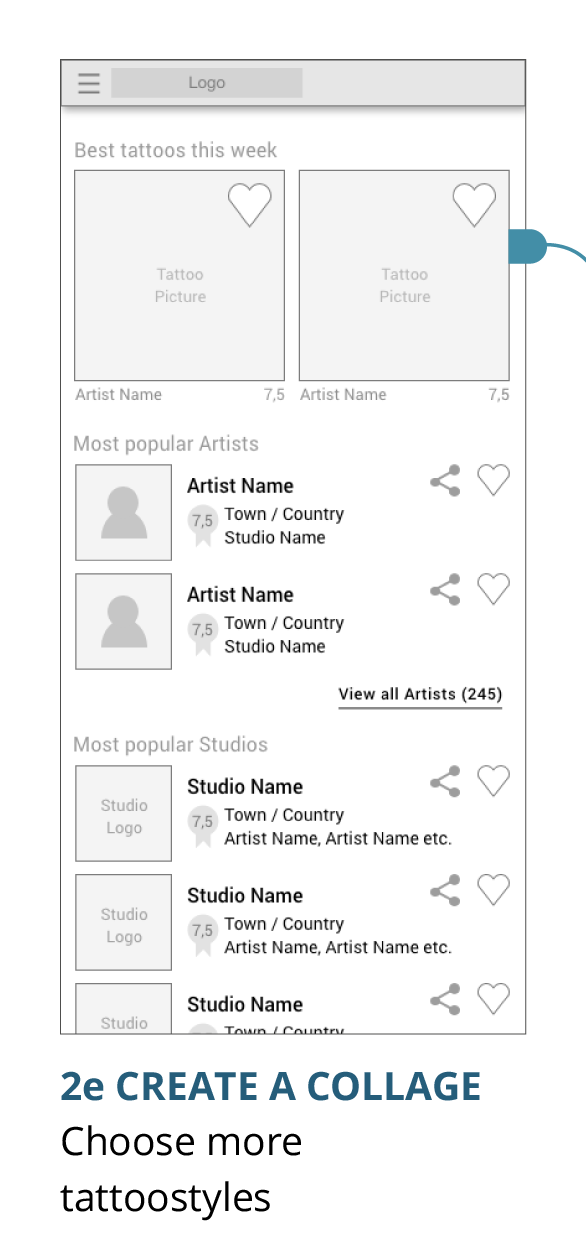 Logo
Best tattoos this week
Tattoo
Picture
Tattoo
Picture
Artist Name 7,5
Artist Name 7,5
Most popular Artists
Artist Name
7,5 Town / Country
Studio Name
Artist Name
7,5 Town / Country
Studio Name
View all Artists (245)
Most popular Studios
Studio
Logo
Studio Name
7,5 Town / Country
Artist Name, Artist Name etc.
Studio
Logo
Studio Name
7,5 Town / Country
Artist Name, Artist Name etc.
Studio
Studio Name
Town / Country
2e CREATE A COLLAGE
Choose more
tattoostyles